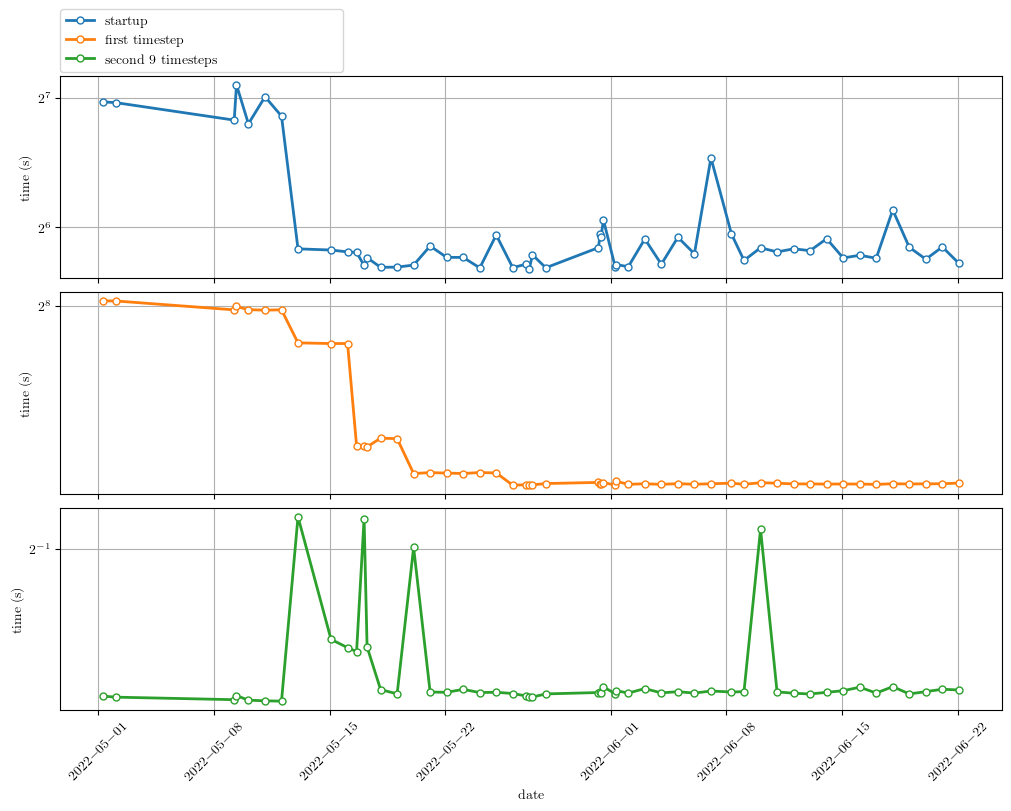 startup
first timestep
second 9 timesteps
2^7
2^6
time (s)
2^8
time (s)
2^−1
time (s)
2022−05−01
2022−05−08
2022−05−15
2022−05−22
2022−06−01
2022−06−08
2022−06−15
2022−06−22
date